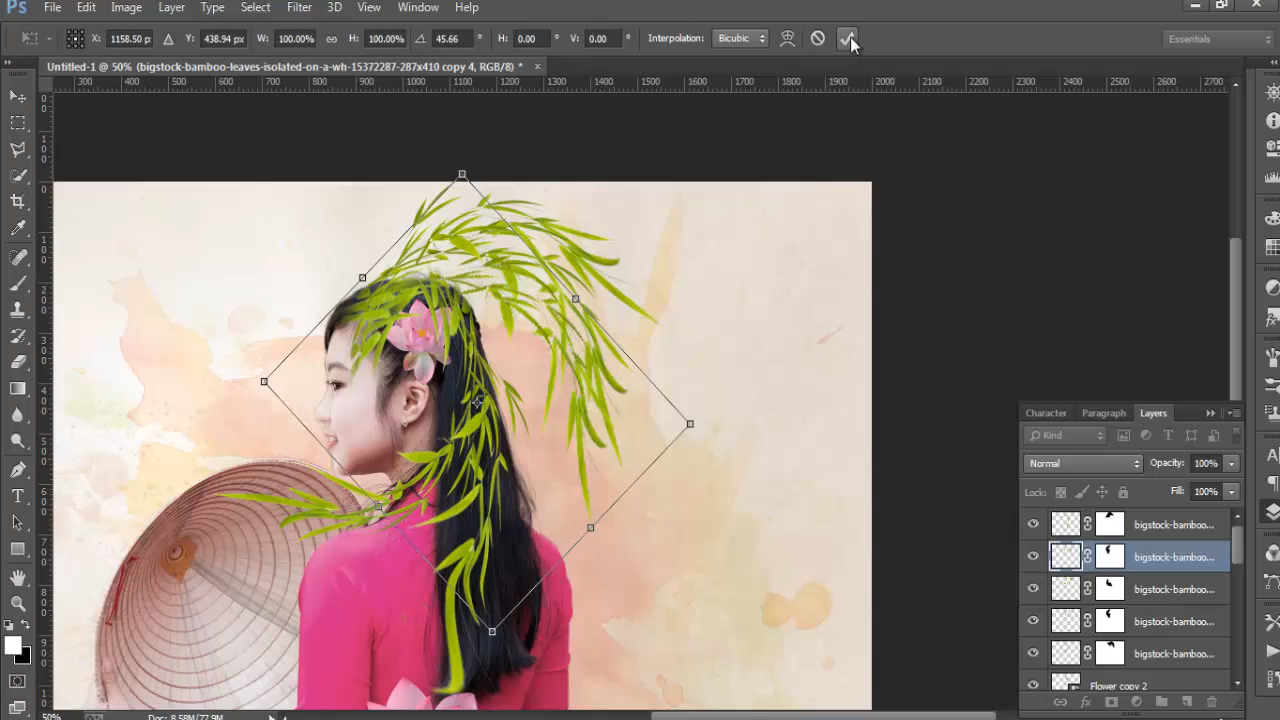 Ps File Edit Image Layer Type Select Filter 3D View Window Help
X: 1158.50 px Y: 438.94 px W: 100.00% H: 100.00% 45.66 ° H: 0.00 ° V: 0.00 ° Interpolation: Bicubic Essentials
Untitled-1 @ 50% (bigstock-bamboo-leaves-isolated-on-a-wh-15372287-287x410 copy 4, RGB/8) * ×
300 400 500 600 700 800 900 1000 1100 1200 1300 1400 1500 1600 1700 1800 1900 2000 2100 2200 2300 2400 2500 2600 2700
Character Paragraph Layers
Kind
Normal Opacity: 100%
Lock: Fill: 100%
bigstock-bamboo...
bigstock-bamboo...
bigstock-bamboo...
bigstock-bamboo...
bigstock-bamboo...
Flower copy 2
50% Doc: 8.58M/77.9M